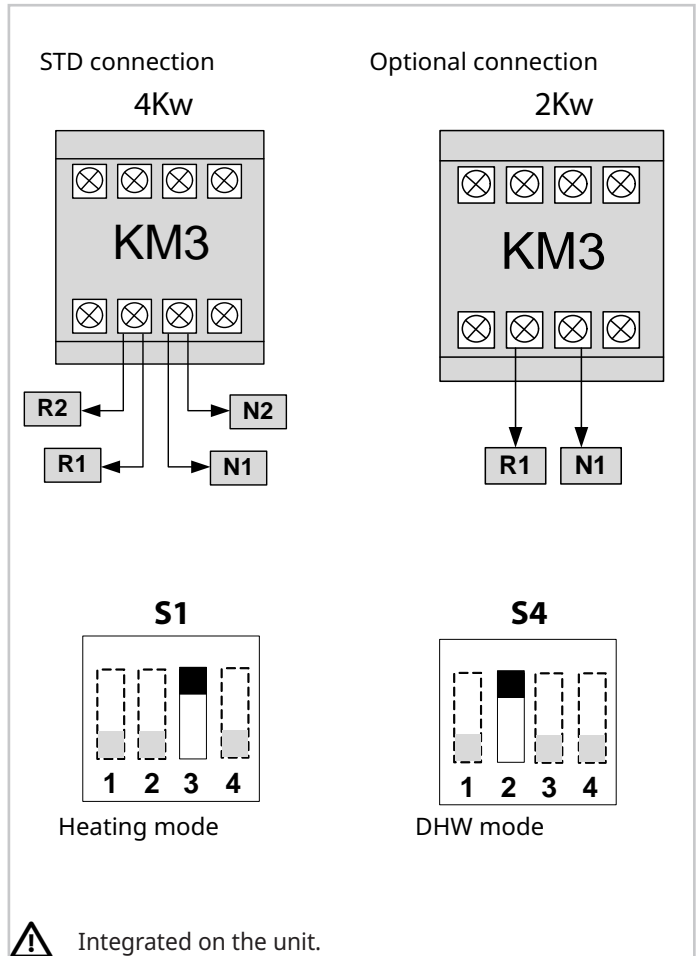 STD connection
Optional connection
4Kw
2Kw
KM3
KM3
R2
N2
R1
N1
R1
N1
S1
S4
1 2 3 4
1 2 3 4
Heating mode
DHW mode
Integrated on the unit.